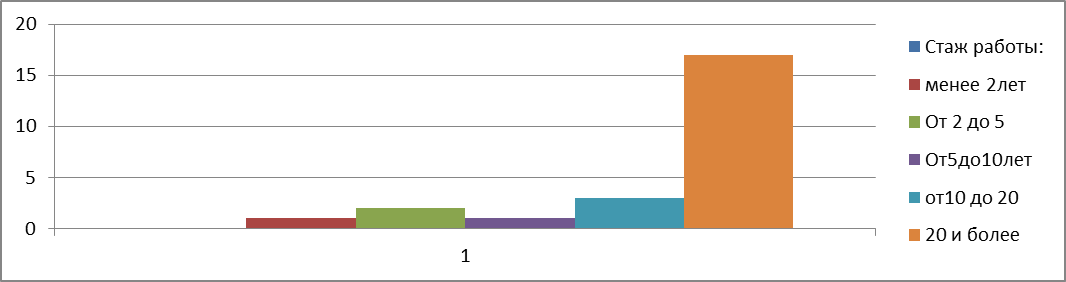 20
15
10
5
0
1
Стаж работы:
менее 2лет
От 2 до 5
От5до10лет
от10 до 20
20 и более